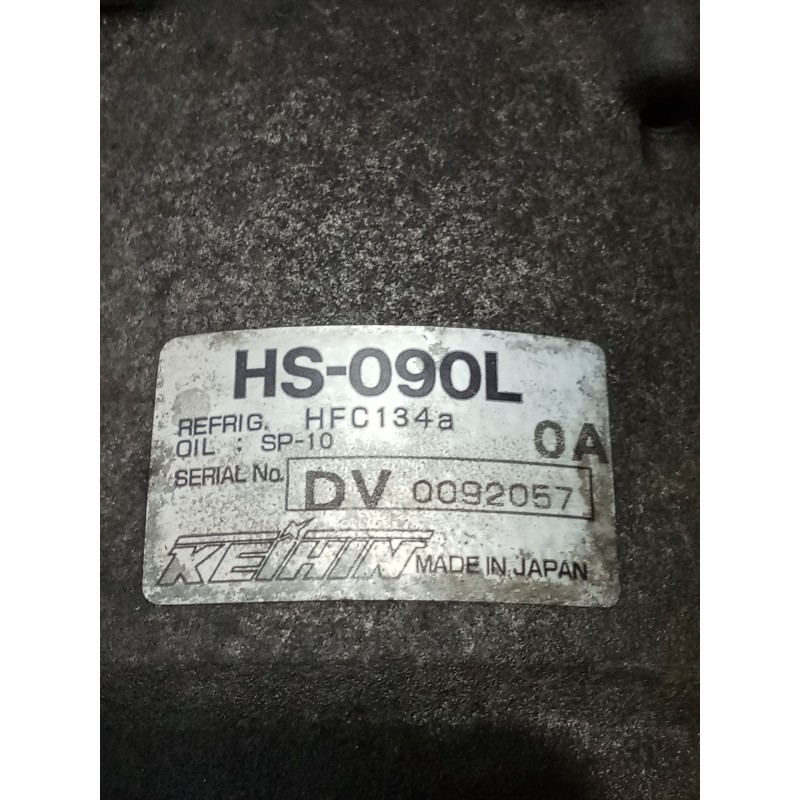 HS-090L
REFRIG. HFC134a
OIL : SP-10 0A
SERIAL No. DV 0092057
KEIHIN MADE IN JAPAN